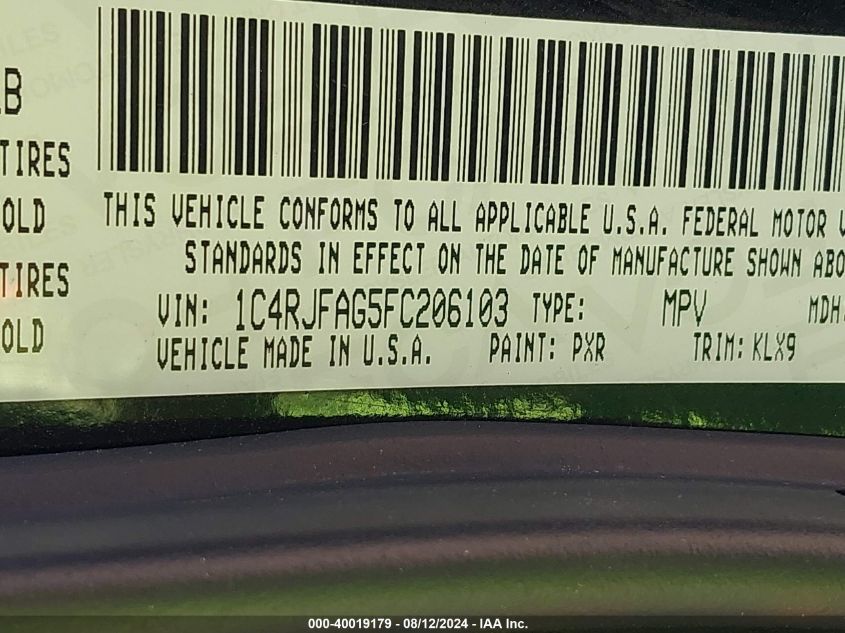 LB
TIRES
OLD
TIRES
OLD
THIS VEHICLE CONFORMS TO ALL APPLICABLE U.S.A. FEDERAL MOTOR V
STANDARDS IN EFFECT ON THE DATE OF MANUFACTURE SHOWN ABO
VIN: 1C4RJFAG5FC206103 TYPE: MPV MDH:
VEHICLE MADE IN U.S.A. PAINT: PXR TRIM: KLX9
000-40019179 - 08/12/2024 - IAA Inc.